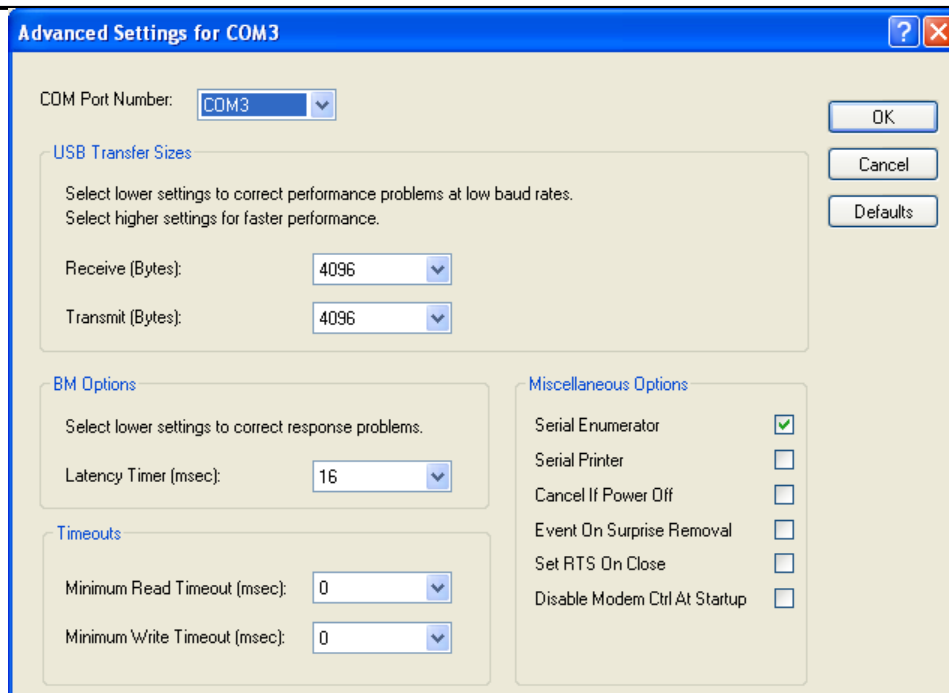 Advanced Settings for COM3
COM Port Number: COM3
OK
Cancel
Defaults
USB Transfer Sizes
Select lower settings to correct performance problems at low baud rates.
Select higher settings for faster performance.
Receive (Bytes): 4096
Transmit (Bytes): 4096
BM Options
Select lower settings to correct response problems.
Latency Timer (msec): 16
Timeouts
Minimum Read Timeout (msec): 0
Minimum Write Timeout (msec): 0
Miscellaneous Options
Serial Enumerator
Serial Printer
Cancel If Power Off
Event On Surprise Removal
Set RTS On Close
Disable Modem Ctrl At Startup